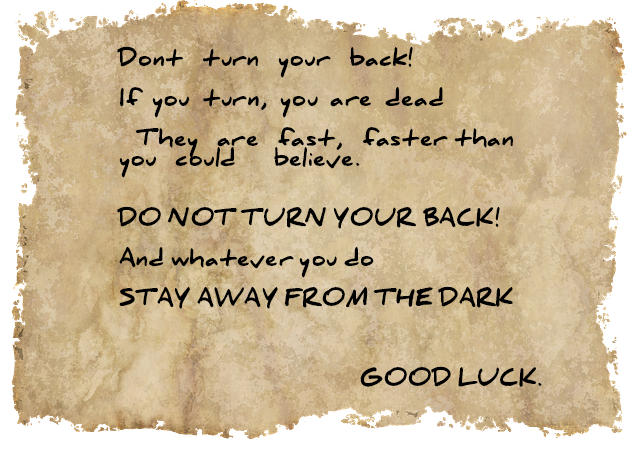 Dont turn your back!
If you turn, you are dead
They are fast, faster than
you could believe.
DO NOT TURN YOUR BACK!
And whatever you do
STAY AWAY FROM THE DARK
GOOD LUCK.